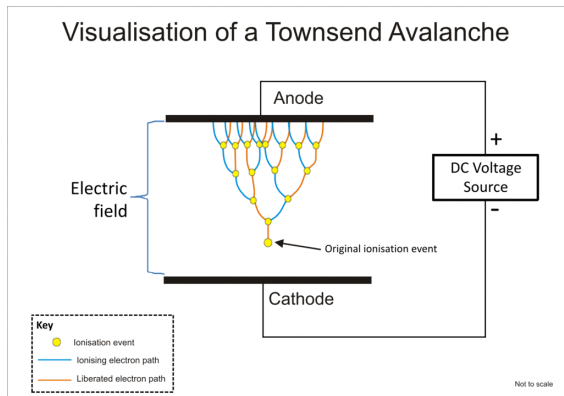 Visualisation of a Townsend Avalanche
Anode
+
DC Voltage
Source
-
Electric
field
Original ionisation event
Cathode
Key
Ionisation event
Ionising electron path
Liberated electron path
Not to scale